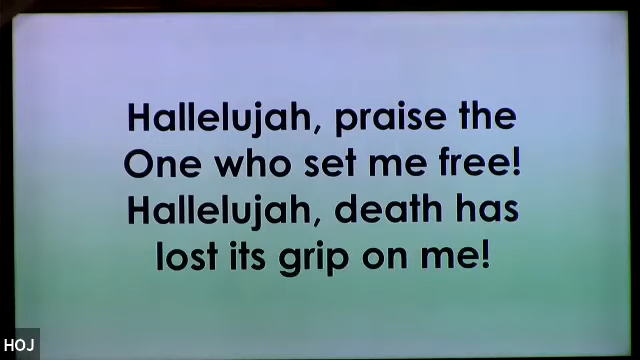 Hallelujah, praise the
One who set me free!
Hallelujah, death has
lost its grip on me!
HOJ